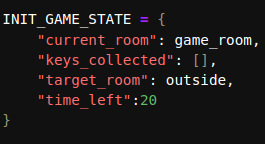 INIT_GAME_STATE = {
    "current_room": game_room,
    "keys_collected": [],
    "target_room": outside,
    "time_left":20
}